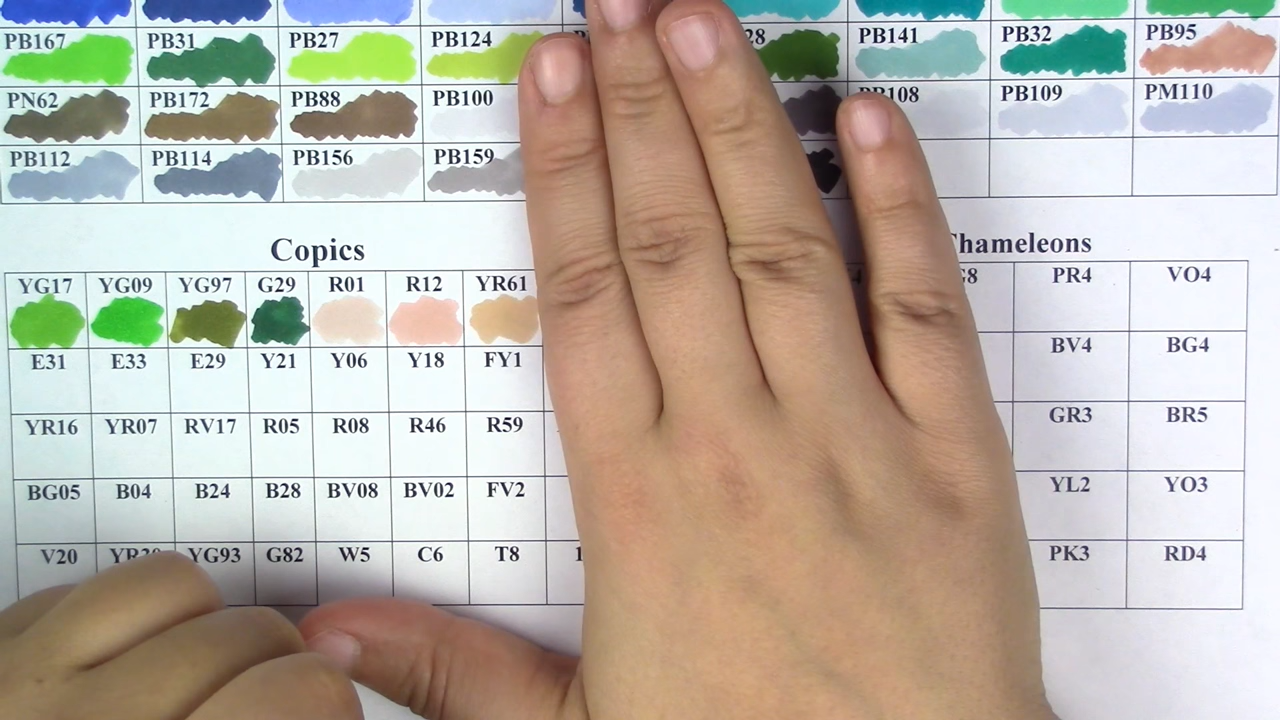 PB167 PB31 PB27 PB124 28 PB141 PB32 PB95
PN62 PB172 PB88 PB100 PB108 PB109 PM110
PB112 PB114 PB156 PB159
Copics
YG17 YG09 YG97 G29 R01 R12 YR61
E31 E33 E29 Y21 Y06 Y18 FY1
YR16 YR07 RV17 R05 R08 R46 R59
BG05 B04 B24 B28 BV08 BV02 FV2
V20 YG93 G82 W5 C6 T8
Chameleons
PR4 VO4
BV4 BG4
GR3 BR5
YL2 YO3
PK3 RD4